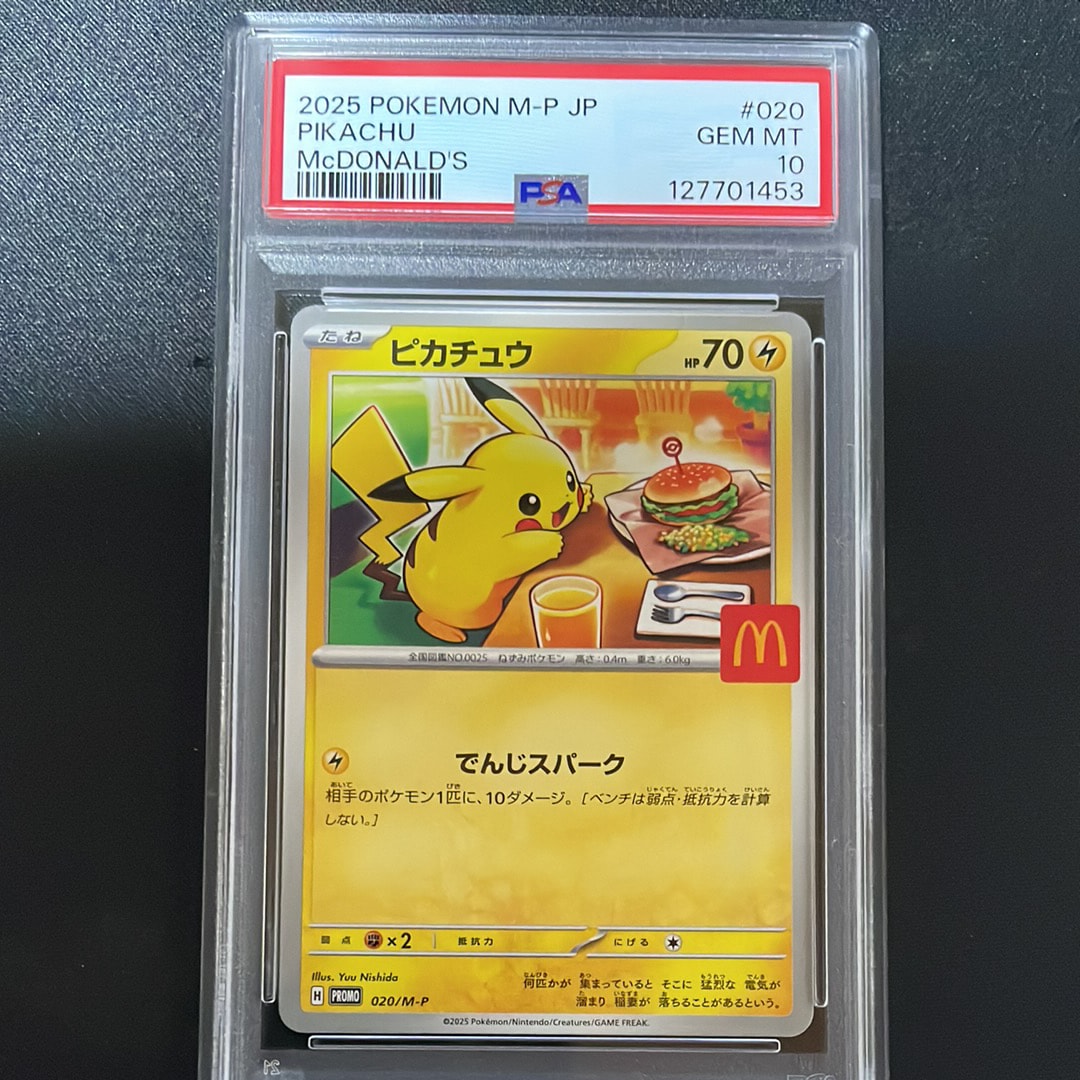 2025 POKEMON M-P JP
#020
PIKACHU
GEM MT
McDONALD'S
10
PSA
127701453
たね
ピカチュウ
HP 70
M
全国図鑑NO.0025 ねずみポケモン 高さ:0.4m 重さ:6.0kg
でんじスパーク
相手のポケモン1匹に、10ダメージ。[ベンチは弱点・抵抗力を計算
しない。]
弱点 ×2 抵抗力 にげる
Illus. Yuu Nishida
H PROMO 020/M-P
何匹かが 集まっていると そこに 猛烈な 電気が
溜まり 稲妻が 落ちることがあるという。
©2025 Pokémon/Nintendo/Creatures/GAME FREAK.